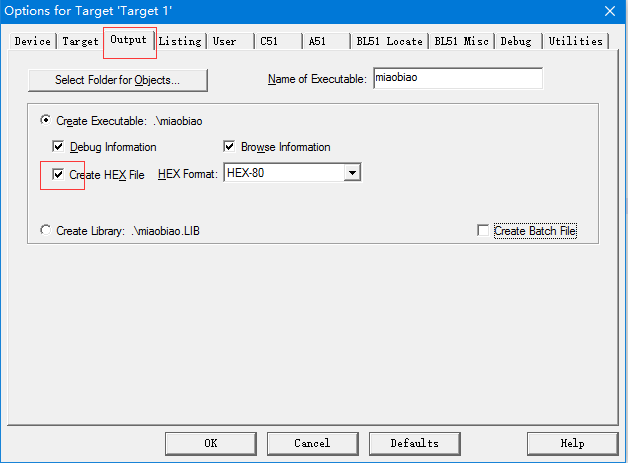 Options for Target 'Target 1'
Device Target Output Listing User C51 A51 BL51 Locate BL51 Misc Debug Utilities
Select Folder for Objects... Name of Executable: miaobiao
Create Executable: .\miaobiao
Debug Information Browse Information
Create HEX File HEX Format: HEX-80
Create Library: .\miaobiao.LIB Create Batch File
OK Cancel Defaults Help